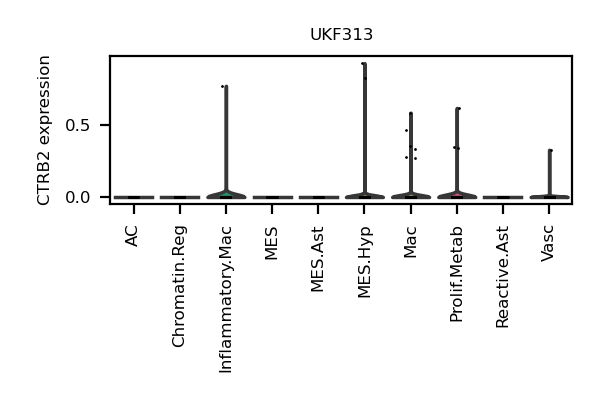 UKF313
CTRB2 expression
0.5
0.0
AC
Chromatin.Reg
Inflammatory.Mac
MES
MES.Ast
MES.Hyp
Mac
Prolif.Metab
Reactive.Ast
Vasc